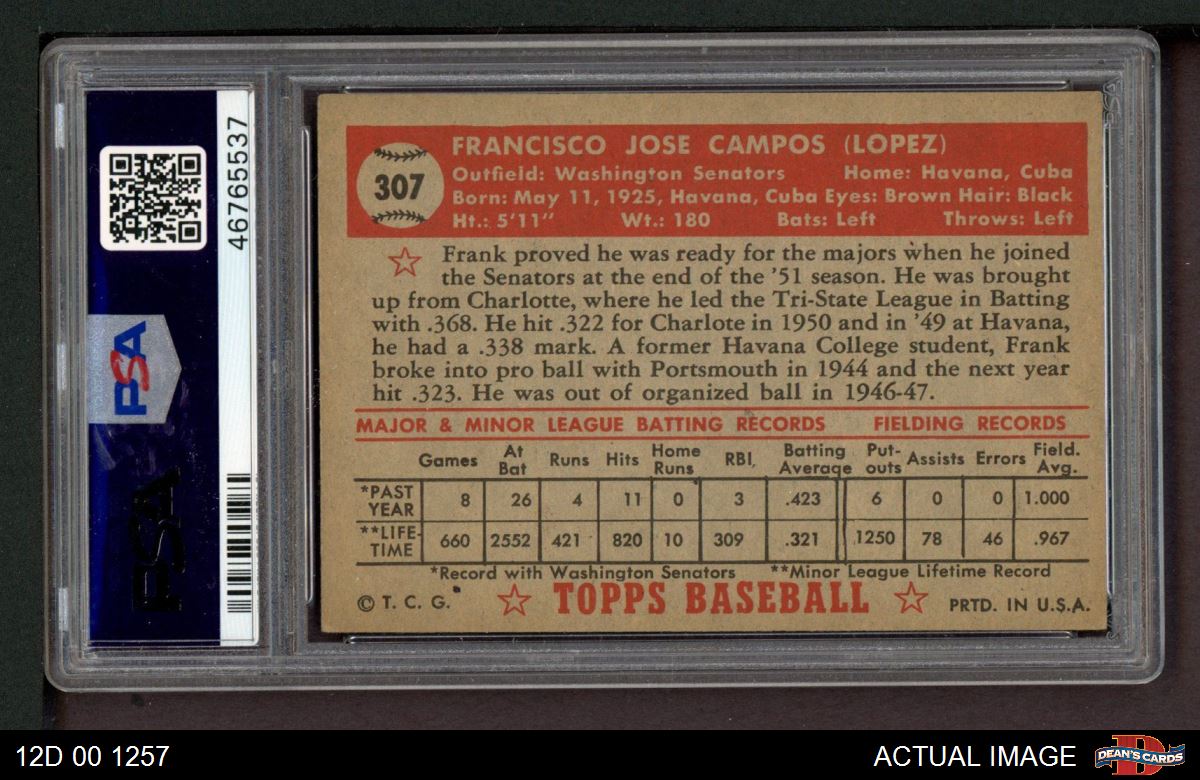 46765537
PSA
PSA
307
FRANCISCO JOSE CAMPOS (LOPEZ)
Outfield: Washington Senators Home: Havana, Cuba
Born: May 11, 1925, Havana, Cuba Eyes: Brown Hair: Black
Ht.: 5'11" Wt.: 180 Bats: Left Throws: Left
Frank proved he was ready for the majors when he joined
the Senators at the end of the '51 season. He was brought
up from Charlotte, where he led the Tri-State League in Batting
with .368. He hit .322 for Charlote in 1950 and in '49 at Havana,
he had a .338 mark. A former Havana College student, Frank
broke into pro ball with Portsmouth in 1944 and the next year
hit .323. He was out of organized ball in 1946-47.
MAJOR & MINOR LEAGUE BATTING RECORDS FIELDING RECORDS
Games At Bat Runs Hits Home Runs RBI, Batting Average Put-outs Assists Errors Field. Avg.
*PAST YEAR 8 26 4 11 0 3 .423 6 0 0 1.000
**LIFE-TIME 660 2552 421 820 10 309 .321 1250 78 46 .967
*Record with Washington Senators **Minor League Lifetime Record
© T. C. G. TOPPS BASEBALL PRTD. IN U.S.A.
12D 00 1257 ACTUAL IMAGE DEAN'S CARDS